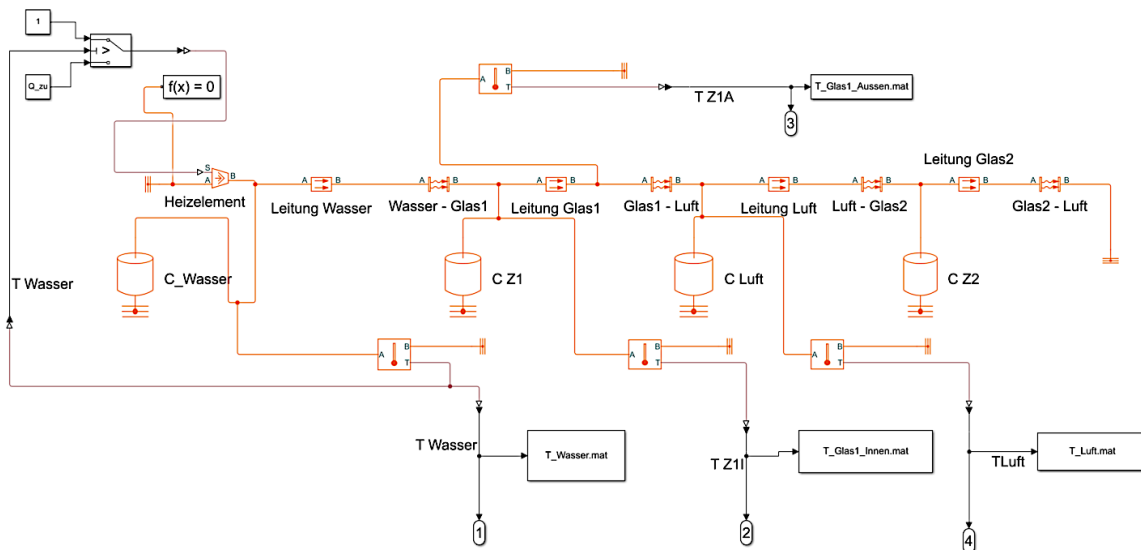 1
>
Q_zu
f(x) = 0
A
B
T
T Z1A
T_Glas1_Aussen.mat
3
S
A
B
Heizelement
A
B
Leitung Wasser
A
B
Wasser - Glas1
A
B
Leitung Glas1
A
B
Glas1 - Luft
A
B
Leitung Luft
A
B
Luft - Glas2
Leitung Glas2
A
B
A
B
Glas2 - Luft
T Wasser
C_Wasser
C Z1
C Luft
C Z2
A
B
T
A
B
T
A
B
T
T Wasser
T_Wasser.mat
T Z1I
T_Glas1_Innen.mat
TLuft
T_Luft.mat
1
2
4